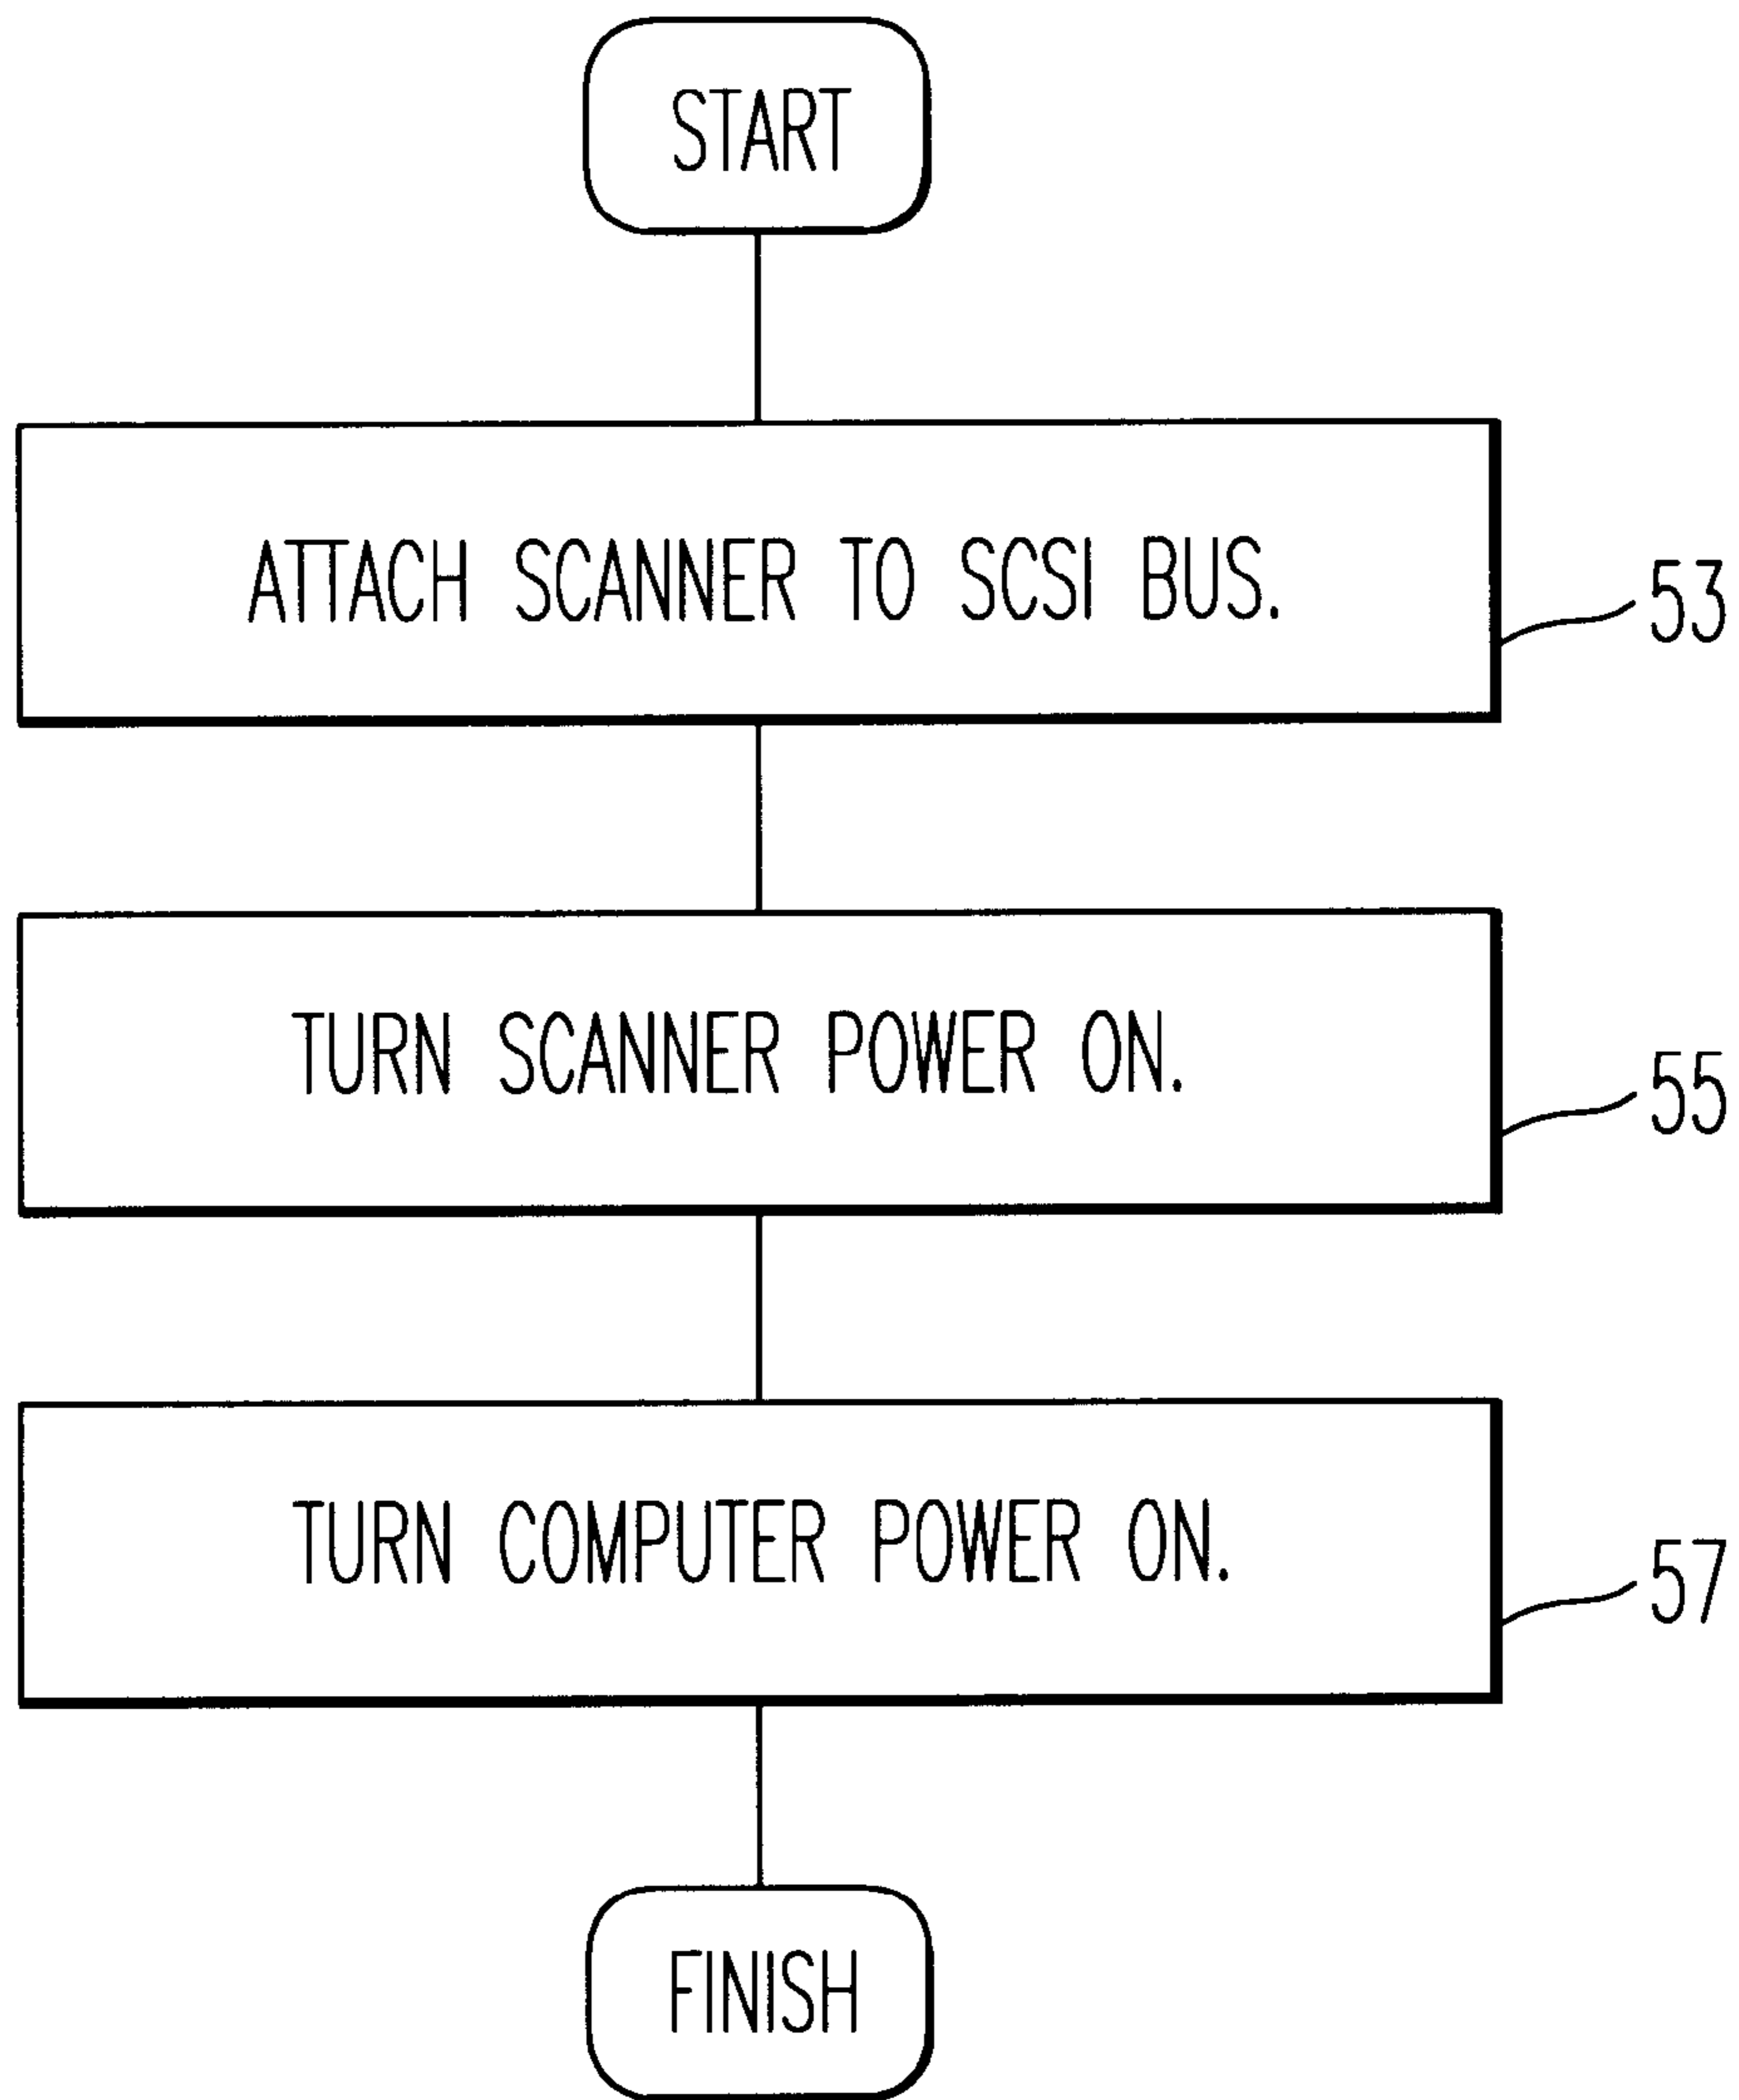 START
ATTACH SCANNER TO SCSI BUS.
53
TURN SCANNER POWER ON.
55
TURN COMPUTER POWER ON.
57
FINISH